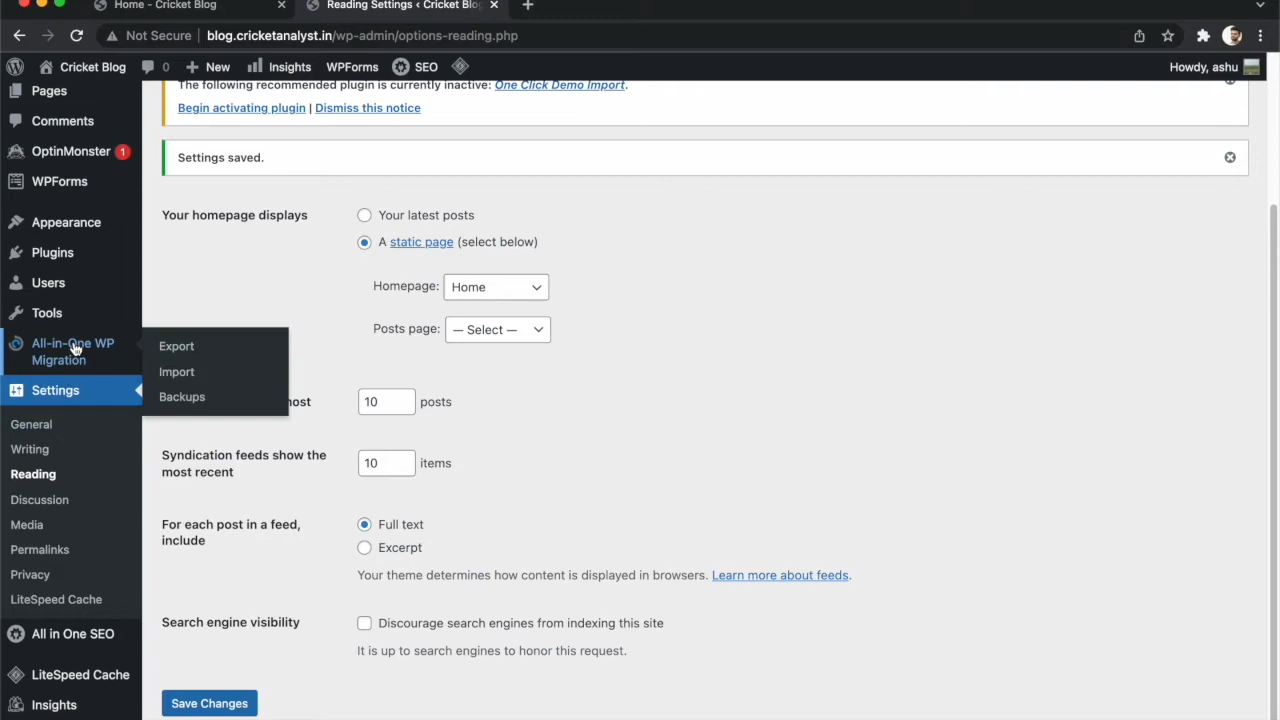 Home - Cricket Blog
Reading Settings < Cricket Blog
Not Secure | blog.cricketanalyst.in/wp-admin/options-reading.php
Cricket Blog 0 New Insights WPForms SEO Howdy, ashu
Pages
Comments
OptinMonster 1
WPForms
Appearance
Plugins
Users
Tools
All-in-One WP
Migration
Export
Import
Backups
Settings
General
Writing
Reading
Discussion
Media
Permalinks
Privacy
LiteSpeed Cache
All in One SEO
LiteSpeed Cache
Insights
The following recommended plugin is currently inactive: One Click Demo Import.
Begin activating plugin | Dismiss this notice
Settings saved.
Your homepage displays
Your latest posts
A static page (select below)
Homepage: Home
Posts page: — Select —
ost
10 posts
Syndication feeds show the
most recent
10 items
For each post in a feed,
include
Full text
Excerpt
Your theme determines how content is displayed in browsers. Learn more about feeds.
Search engine visibility
Discourage search engines from indexing this site
It is up to search engines to honor this request.
Save Changes